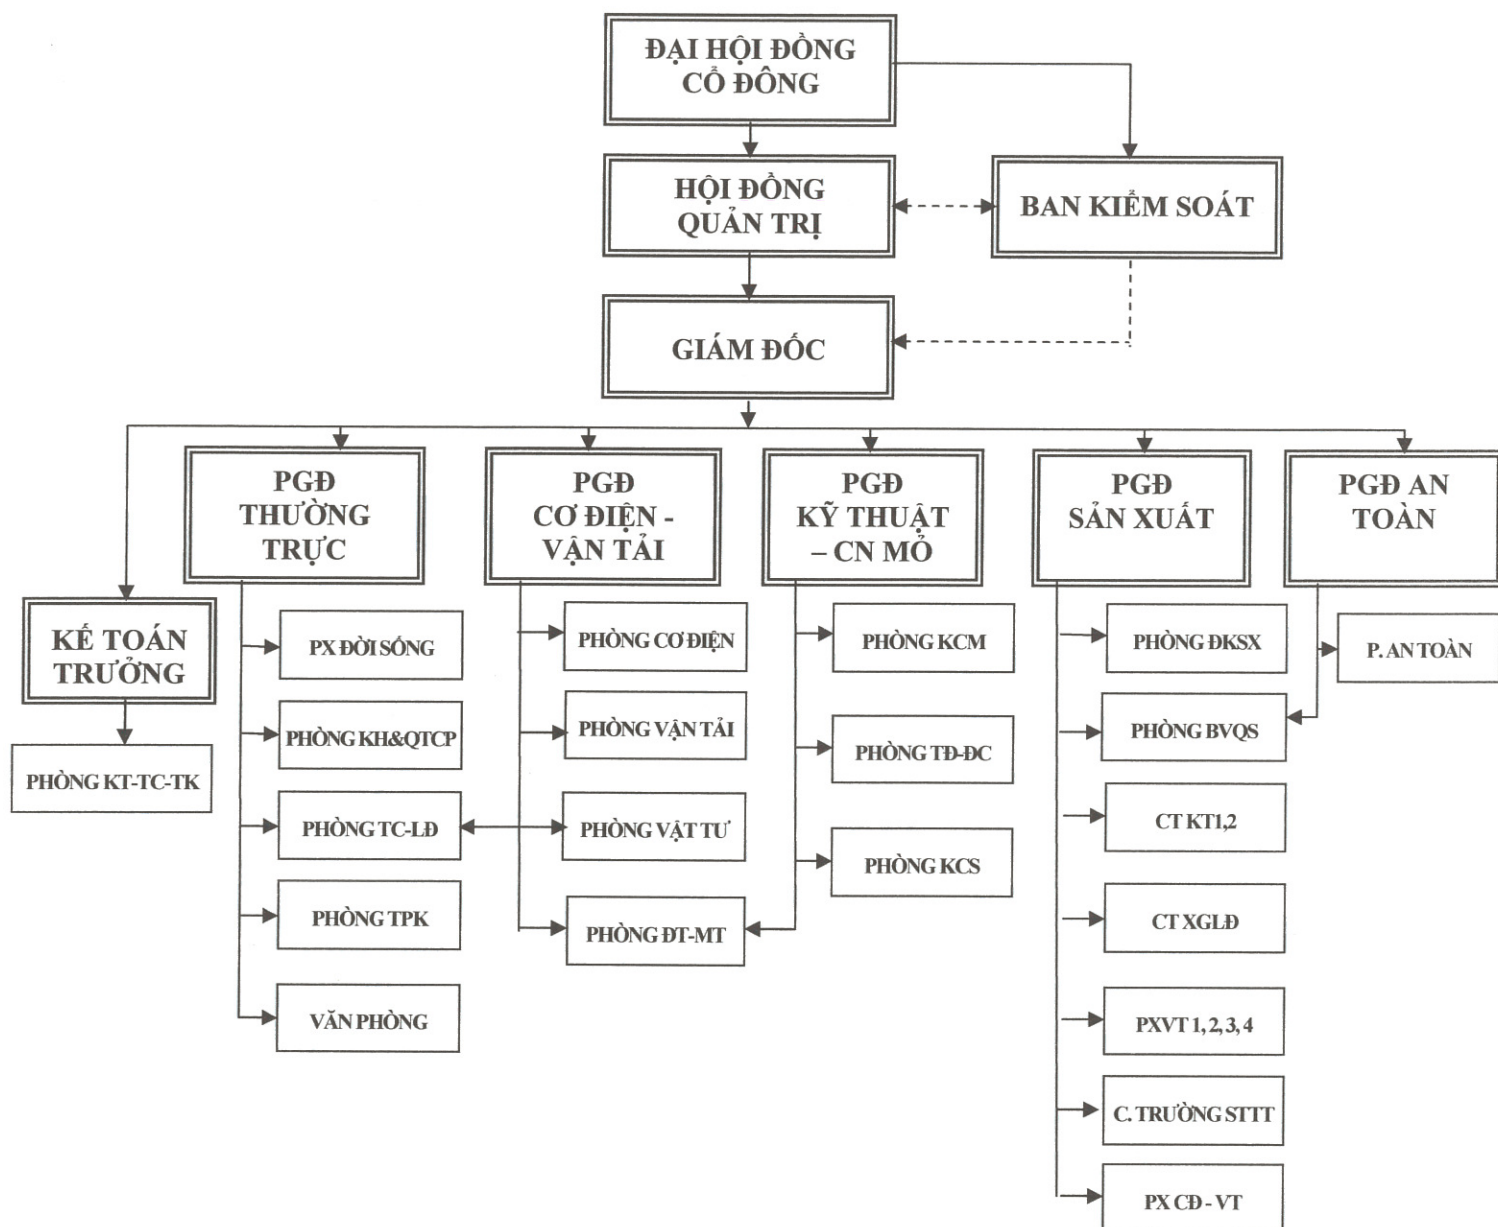 ĐẠI HỘI ĐỒNG
CỔ ĐÔNG
HỘI ĐỒNG
QUẢN TRỊ
BAN KIỂM SOÁT
GIÁM ĐỐC
PGĐ
THƯỜNG
TRỰC
PGĐ
CƠ ĐIỆN -
VẬN TẢI
PGĐ
KỸ THUẬT
– CN MỎ
PGĐ
SẢN XUẤT
PGĐ AN
TOÀN
KẾ TOÁN
TRƯỞNG
PHÒNG KT-TC-TK
PX ĐỜI SỐNG
PHÒNG KH&QTCP
PHÒNG TC-LĐ
PHÒNG TPK
VĂN PHÒNG
PHÒNG CƠ ĐIỆN
PHÒNG VẬN TẢI
PHÒNG VẬT TƯ
PHÒNG ĐT-MT
PHÒNG KCM
PHÒNG TĐ-ĐC
PHÒNG KCS
PHÒNG ĐKSX
PHÒNG BVQS
CT KT1,2
CT XGLĐ
PXVT 1, 2, 3, 4
C. TRƯỜNG STTT
PX CĐ - VT
P. AN TOÀN